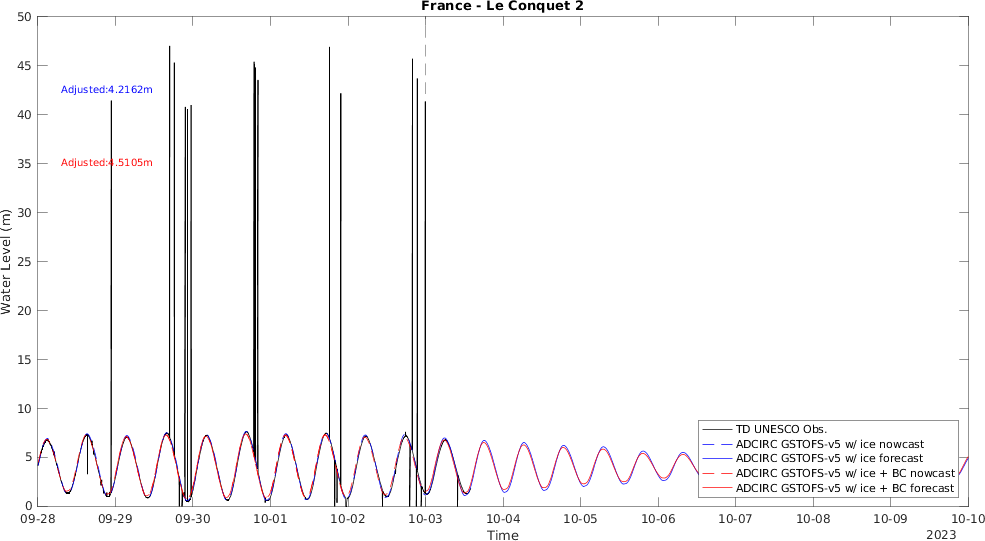 France - Le Conquet 2
Water Level (m)
50
45
40
35
30
25
20
15
10
5
0
Adjusted:4.2162m
Adjusted:4.5105m
TD UNESCO Obs.
ADCIRC GSTOFS-v5 w/ ice nowcast
ADCIRC GSTOFS-v5 w/ ice forecast
ADCIRC GSTOFS-v5 w/ ice + BC nowcast
ADCIRC GSTOFS-v5 w/ ice + BC forecast
09-28 09-29 09-30 10-01 10-02 10-03 10-04 10-05 10-06 10-07 10-08 10-09 10-10
Time
2023